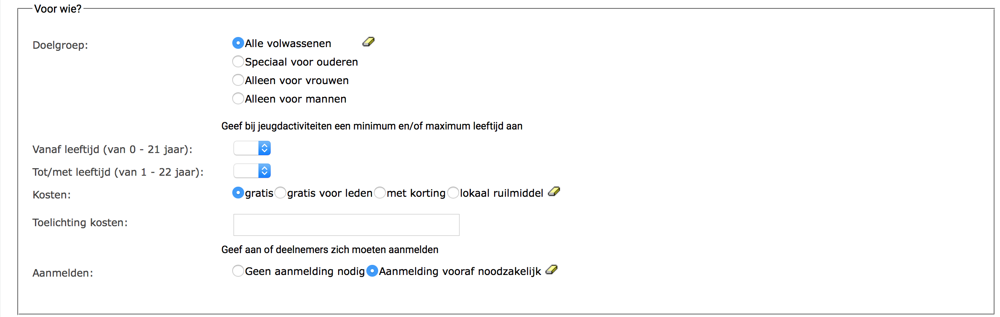 Voor wie?
Doelgroep:
Alle volwassenen
Speciaal voor ouderen
Alleen voor vrouwen
Alleen voor mannen
Geef bij jeugdactiviteiten een minimum en/of maximum leeftijd aan
Vanaf leeftijd (van 0 - 21 jaar):
Tot/met leeftijd (van 1 - 22 jaar):
Kosten: gratis gratis voor leden met korting lokaal ruilmiddel
Toelichting kosten:
Geef aan of deelnemers zich moeten aanmelden
Aanmelden: Geen aanmelding nodig Aanmelding vooraf noodzakelijk